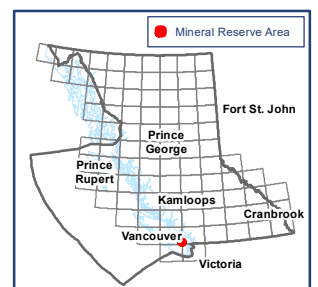 Mineral Reserve Area
Fort St. John
Prince
George
Prince
Rupert
Kamloops
Cranbrook
Vancouver
Victoria